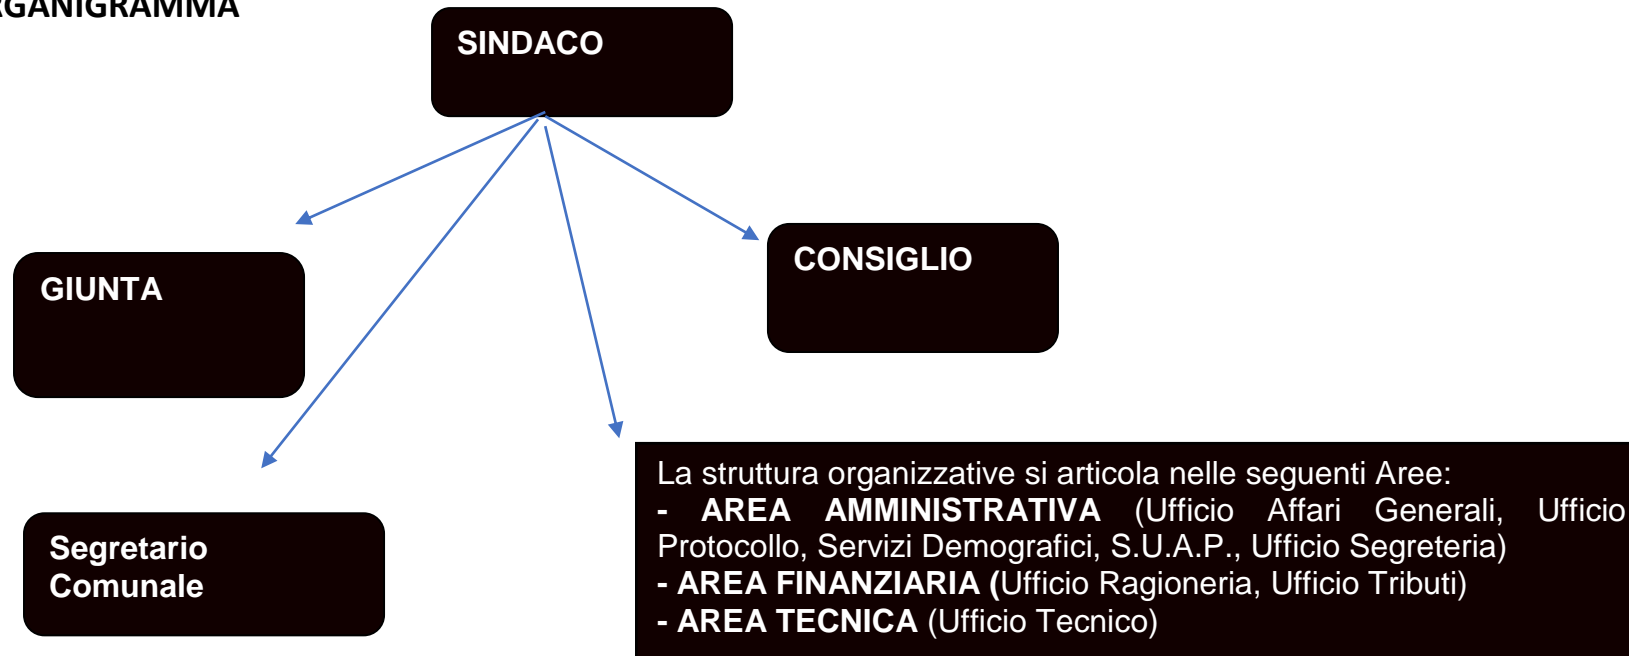 RGANIGRAMMA
SINDACO
CONSIGLIO
GIUNTA
La struttura organizzative si articola nelle seguenti Aree:
- AREA AMMINISTRATIVA (Ufficio Affari Generali, Ufficio
Protocollo, Servizi Demografici, S.U.A.P., Ufficio Segreteria)
- AREA FINANZIARIA (Ufficio Ragioneria, Ufficio Tributi)
- AREA TECNICA (Ufficio Tecnico)
Segretario
Comunale